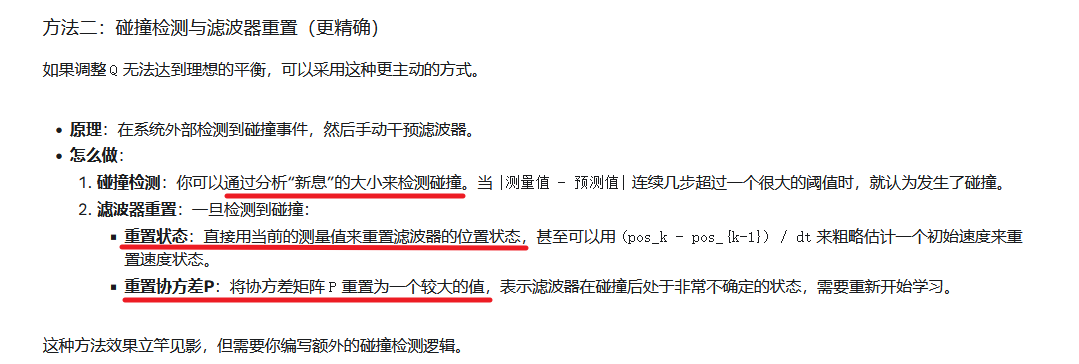 方法二：碰撞检测与滤波器重置（更精确）
如果调整 Q 无法达到理想的平衡，可以采用这种更主动的方式。
• 原理：在系统外部检测到碰撞事件，然后手动干预滤波器。
• 怎么做：
1. 碰撞检测：你可以通过分析“新息”的大小来检测碰撞。当 |测量值 - 预测值| 连续几步超过一个很大的阈值时，就认为发生了碰撞。
2. 滤波器重置：一旦检测到碰撞：
▪ 重置状态：直接用当前的测量值来重置滤波器的位置状态，甚至可以用 (pos_k - pos_{k-1}) / dt 来粗略估计一个初始速度来重
置速度状态。
▪ 重置协方差P：将协方差矩阵 P 重置为一个较大的值，表示滤波器在碰撞后处于非常不确定的状态，需要重新开始学习。
这种方法效果立竿见影，但需要你编写额外的碰撞检测逻辑。